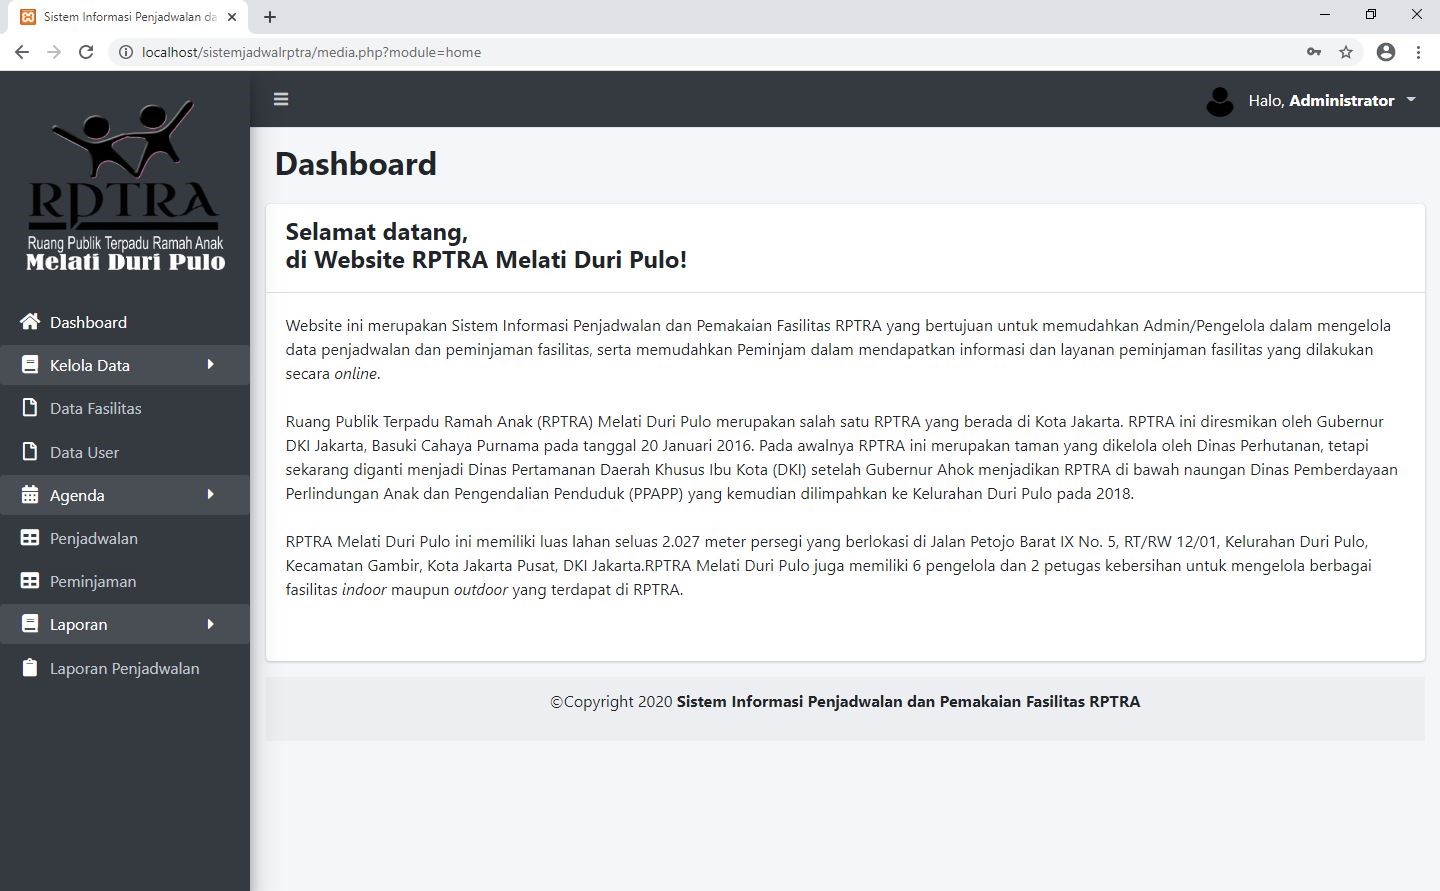 Sistem Informasi Penjadwalan da
localhost/sistemjadwalrptra/media.php?module=home
RPTRA
Ruang Publik Terpadu Ramah Anak
Melati Duri Pulo
Halo, Administrator
Dashboard
Kelola Data
Data Fasilitas
Data User
Agenda
Penjadwalan
Peminjaman
Laporan
Laporan Penjadwalan
Dashboard
Selamat datang,
di Website RPTRA Melati Duri Pulo!
Website ini merupakan Sistem Informasi Penjadwalan dan Pemakaian Fasilitas RPTRA yang bertujuan untuk memudahkan Admin/Pengelola dalam mengelola
data penjadwalan dan peminjaman fasilitas, serta memudahkan Peminjam dalam mendapatkan informasi dan layanan peminjaman fasilitas yang dilakukan
secara online.
Ruang Publik Terpadu Ramah Anak (RPTRA) Melati Duri Pulo merupakan salah satu RPTRA yang berada di Kota Jakarta. RPTRA ini diresmikan oleh Gubernur
DKI Jakarta, Basuki Cahaya Purnama pada tanggal 20 Januari 2016. Pada awalnya RPTRA ini merupakan taman yang dikelola oleh Dinas Perhutanan, tetapi
sekarang diganti menjadi Dinas Pertamanan Daerah Khusus Ibu Kota (DKI) setelah Gubernur Ahok menjadikan RPTRA di bawah naungan Dinas Pemberdayaan
Perlindungan Anak dan Pengendalian Penduduk (PPAPP) yang kemudian dilimpahkan ke Kelurahan Duri Pulo pada 2018.
RPTRA Melati Duri Pulo ini memiliki luas lahan seluas 2.027 meter persegi yang berlokasi di Jalan Petojo Barat IX No. 5, RT/RW 12/01, Kelurahan Duri Pulo,
Kecamatan Gambir, Kota Jakarta Pusat, DKI Jakarta.RPTRA Melati Duri Pulo juga memiliki 6 pengelola dan 2 petugas kebersihan untuk mengelola berbagai
fasilitas indoor maupun outdoor yang terdapat di RPTRA.
©Copyright 2020 Sistem Informasi Penjadwalan dan Pemakaian Fasilitas RPTRA